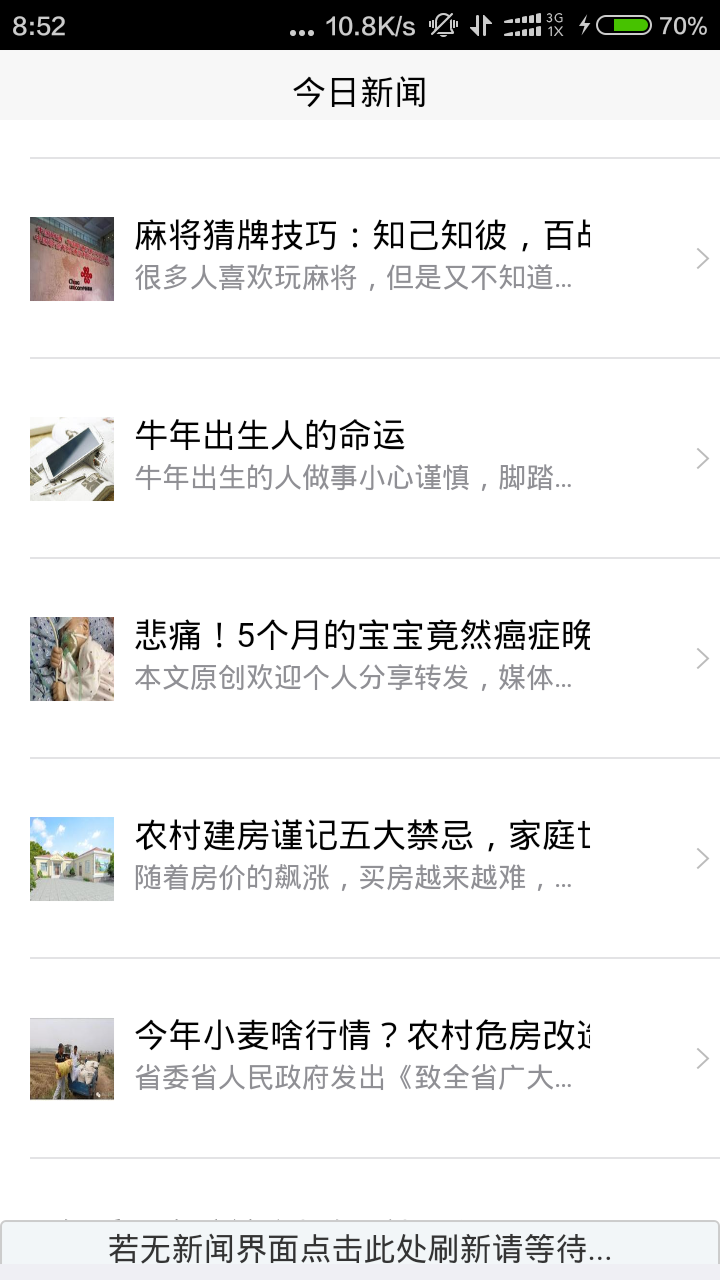 8:52
... 10.8K/s 3G 1X 70%
今日新闻
麻将猜牌技巧：知己知彼，百战
很多人喜欢玩麻将，但是又不知道...
牛年出生人的命运
牛年出生的人做事小心谨慎，脚踏...
悲痛！5个月的宝宝竟然癌症晚
本文原创欢迎个人分享转发，媒体...
农村建房谨记五大禁忌，家庭
随着房价的飙涨，买房越来越难，...
今年小麦啥行情？农村危房改造
省委省人民政府发出《致全省广大...
若无新闻界面点击此处刷新请等待...